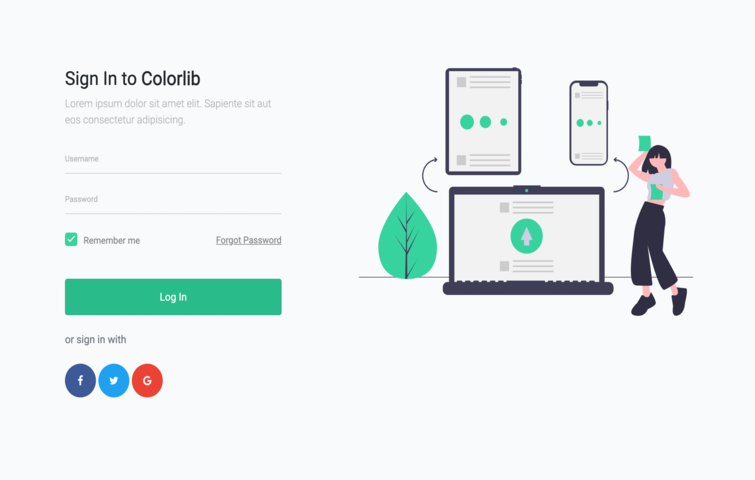 Sign In to Colorlib
Lorem ipsum dolor sit amet elit. Sapiente sit aut
eos consectetur adipisicing.
Username
Password
Remember me
Forgot Password
Log In
or sign in with